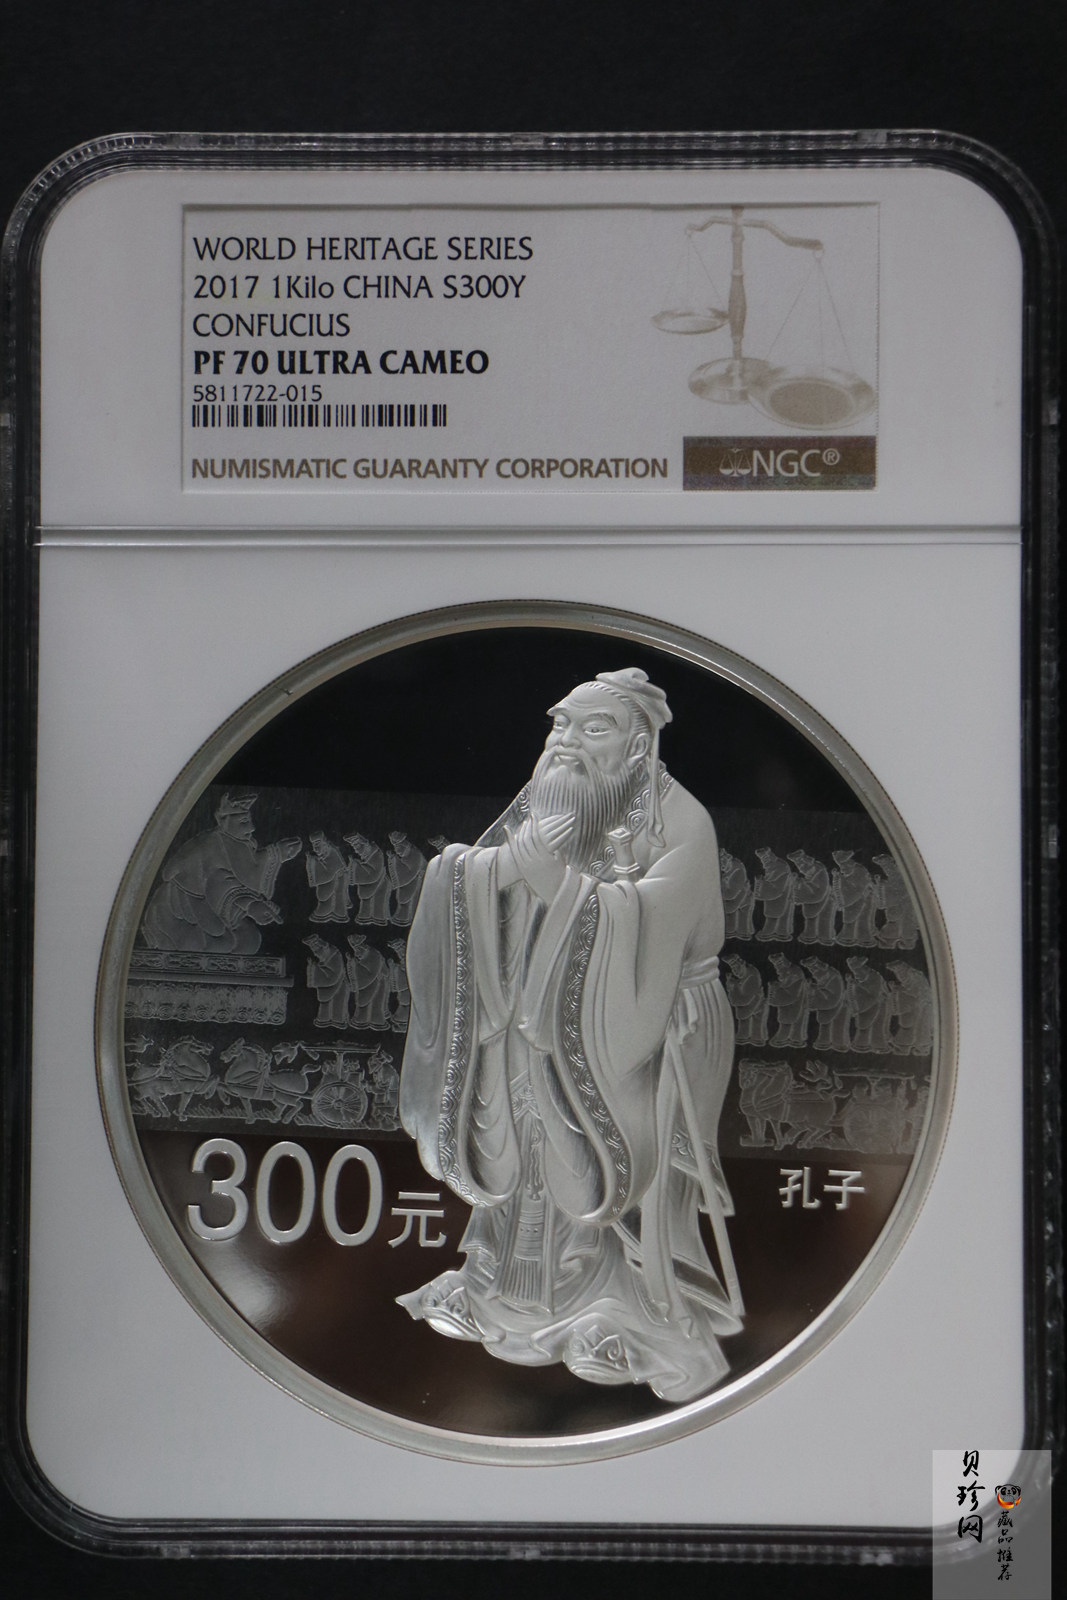 WORLD HERITAGE SERIES
2017 1Kilo CHINA S300Y
CONFUCIUS
PF 70 ULTRA CAMEO
5811722-015
NUMISMATIC GUARANTY CORPORATION
NGC®
300元
孔子
贝珍网
藏品推荐